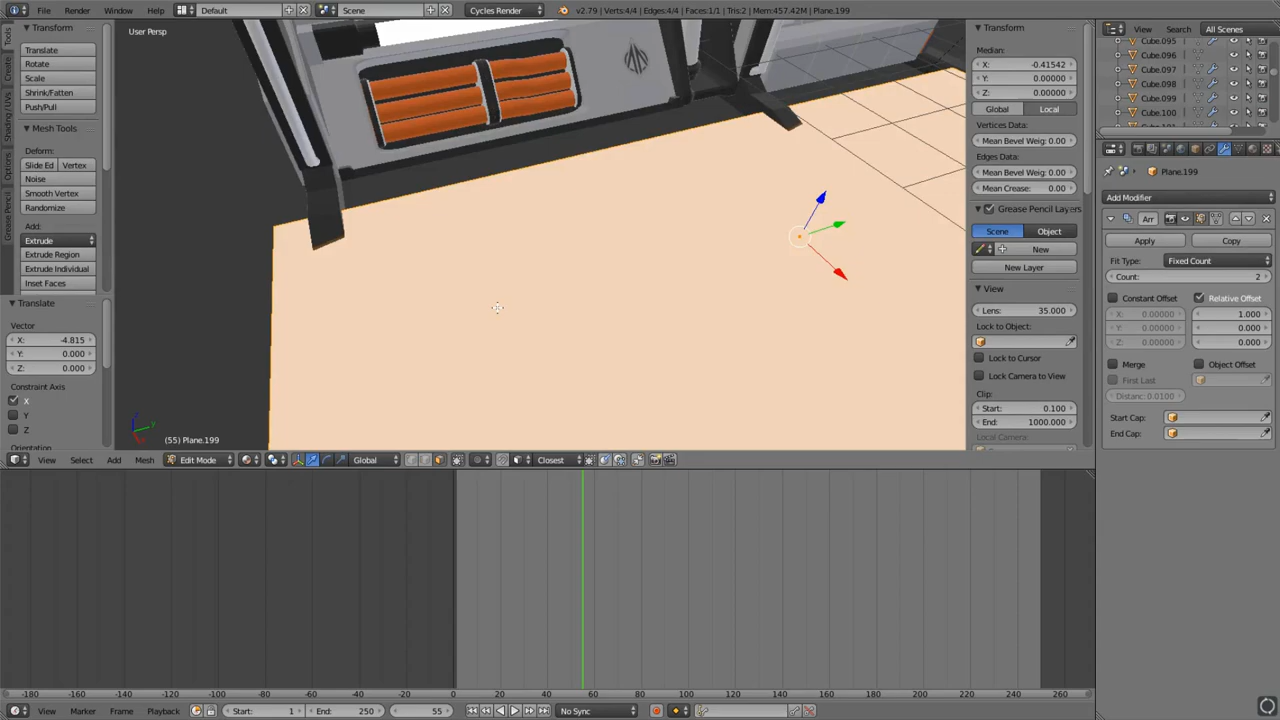 File Render Window Help Default Scene Cycles Render v2.79 | Verts:4/4 | Edges:4/4 | Faces:1/1 | Tris:2 | Mem:457.42M | Plane.199
Tools
Create
Shading / UVs
Options
Grease Pencil
Transform
Translate
Rotate
Scale
Shrink/Fatten
Push/Pull
Mesh Tools
Deform:
Slide Ed Vertex
Noise
Smooth Vertex
Randomize
Add:
Extrude
Extrude Region
Extrude Individual
Inset Faces
Translate
Vector
X: -4.815
Y: 0.000
Z: 0.000
Constraint Axis
X
Y
Z
Orientation
User Persp
(55) Plane.199
Transform
Median:
X: -0.41542
Y: 0.00000
Z: 0.00000
Global Local
Vertices Data:
Mean Bevel Weig: 0.00
Edges Data:
Mean Bevel Weig: 0.00
Mean Crease: 0.00
Grease Pencil Layers
Scene Object
New
New Layer
View
Lens: 35.000
Lock to Object:
Lock to Cursor
Lock Camera to View
Clip:
Start: 0.100
End: 1000.000
Local Camera:
View Search All Scenes
Cube.095
Cube.096
Cube.097
Cube.098
Cube.099
Cube.100
Cube.101
Plane.199
Add Modifier
Arr
Apply Copy
Fit Type: Fixed Count
Count: 2
Constant Offset Relative Offset
X: 0.00000 1.000
Y: 0.00000 0.000
Z: 0.00000 0.000
Merge Object Offset
First Last
Distanc: 0.0100
Start Cap:
End Cap:
View Select Add Mesh Edit Mode Global Closest
-180 -160 -140 -120 -100 -80 -60 -40 -20 0 20 40 60 80 100 120 140 160 180 200 220 240 260
View Marker Frame Playback Start: 1 End: 250 55 No Sync